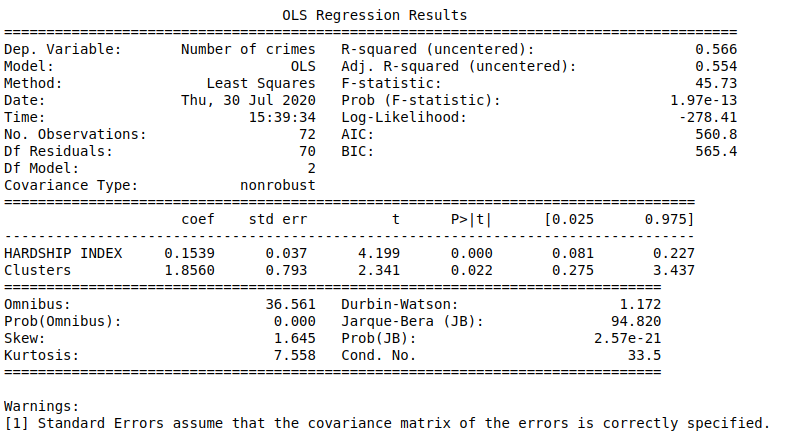 OLS Regression Results
=======================================================================================
Dep. Variable: Number of crimes R-squared (uncentered): 0.566
Model: OLS Adj. R-squared (uncentered): 0.554
Method: Least Squares F-statistic: 45.73
Date: Thu, 30 Jul 2020 Prob (F-statistic): 1.97e-13
Time: 15:39:34 Log-Likelihood: -278.41
No. Observations: 72 AIC: 560.8
Df Residuals: 70 BIC: 565.4
Df Model: 2
Covariance Type: nonrobust
==================================================================================
coef std err t P>|t| [0.025 0.975]
----------------------------------------------------------------------------------
HARDSHIP INDEX 0.1539 0.037 4.199 0.000 0.081 0.227
Clusters 1.8560 0.793 2.341 0.022 0.275 3.437
==============================================================================
Omnibus: 36.561 Durbin-Watson: 1.172
Prob(Omnibus): 0.000 Jarque-Bera (JB): 94.820
Skew: 1.645 Prob(JB): 2.57e-21
Kurtosis: 7.558 Cond. No. 33.5
==============================================================================
Warnings:
[1] Standard Errors assume that the covariance matrix of the errors is correctly specified.